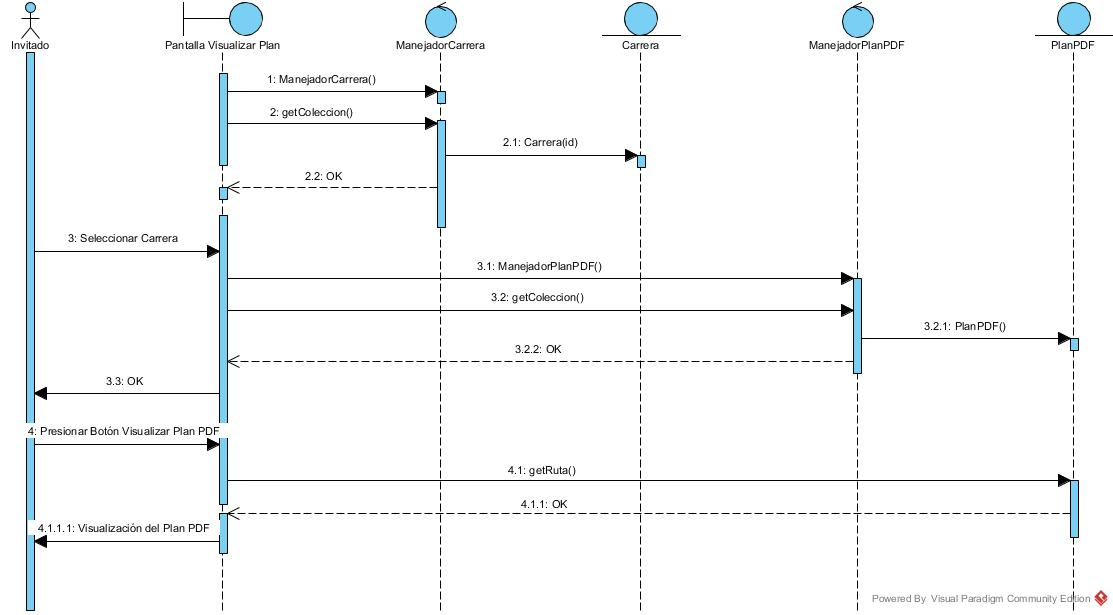 Invitado
Pantalla Visualizar Plan
ManejadorCarrera
Carrera
ManejadorPlanPDF
PlanPDF
1: ManejadorCarrera()
2: getColeccion()
2.1: Carrera(id)
2.2: OK
3: Seleccionar Carrera
3.1: ManejadorPlanPDF()
3.2: getColeccion()
3.2.1: PlanPDF()
3.2.2: OK
3.3: OK
4: Presionar Botón Visualizar Plan PDF
4.1: getRuta()
4.1.1: OK
4.1.1.1: Visualización del Plan PDF
Powered By Visual Paradigm Community Edition